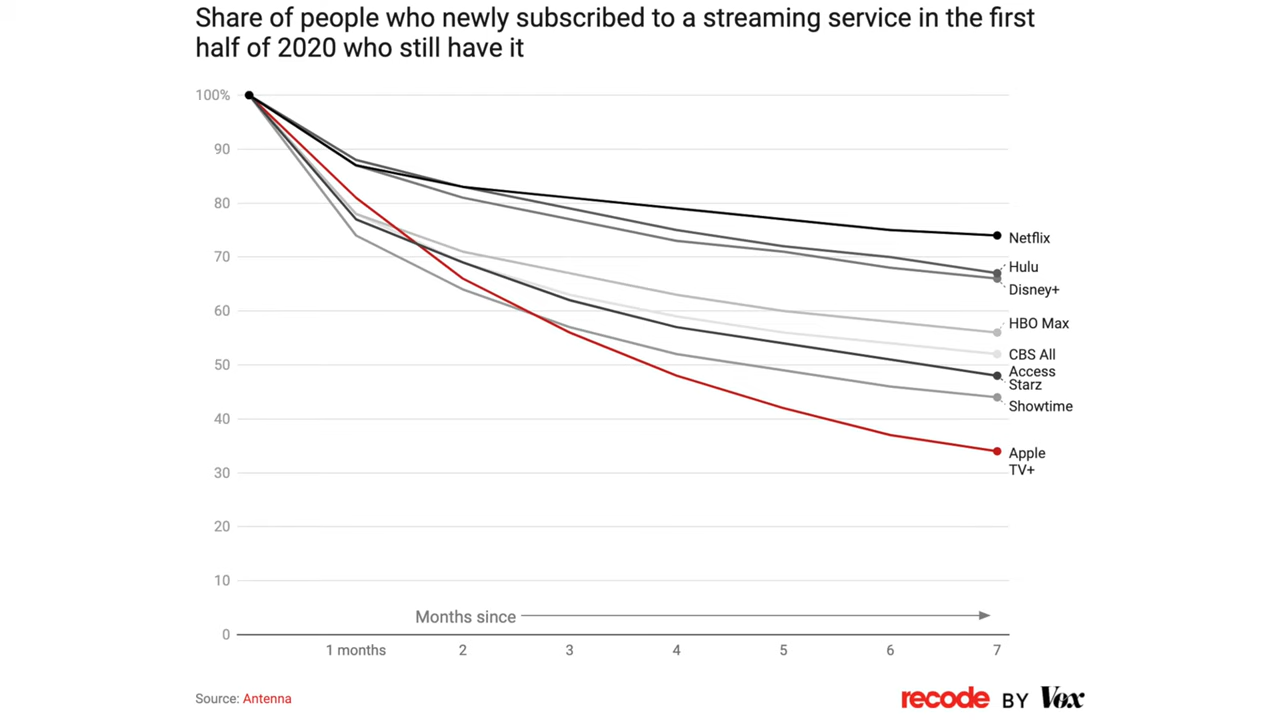 Share of people who newly subscribed to a streaming service in the first
half of 2020 who still have it
100%
90
80
70
60
50
40
30
20
10
0
Netflix
Hulu
Disney+
HBO Max
CBS All
Access
Starz
Showtime
Apple
TV+
Months since
1 months 2 3 4 5 6 7
Source: Antenna
recode BY Vox